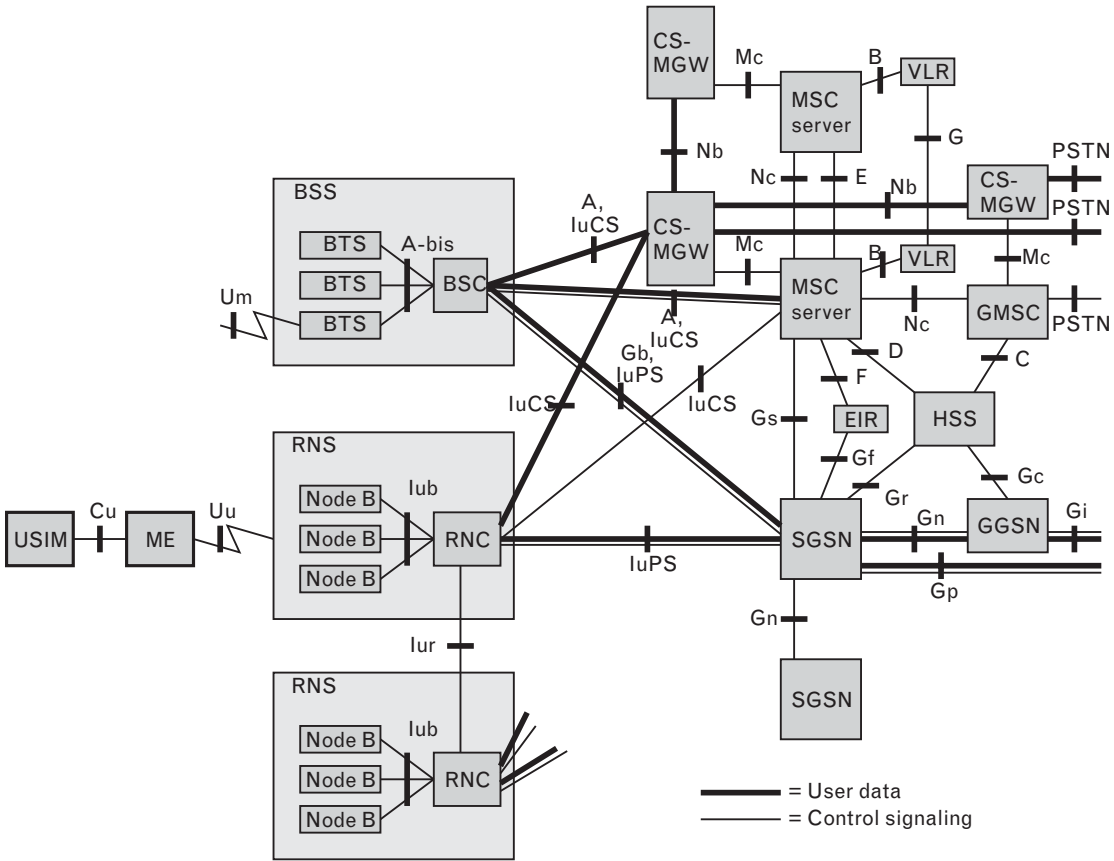 CS-
MGW
Mc
MSC
server
B
VLR
Nb
G
Nc
E
PSTN
BSS
BTS
BTS
BTS
A-bis
BSC
Um
A,
IuCS
CS-
MGW
Nb
CS-
MGW
PSTN
Mc
B
VLR
Mc
MSC
server
Nc
GMSC
PSTN
A,
IuCS
Gb,
IuPS
IuCS
IuCS
D
F
C
Gs
EIR
HSS
Gf
Gr
Gc
RNS
Node B
Node B
Node B
Iub
RNC
USIM
Cu
ME
Uu
IuPS
SGSN
Gn
GGSN
Gi
Gp
Gn
SGSN
Iur
RNS
Node B
Node B
Node B
Iub
RNC
= User data
= Control signaling